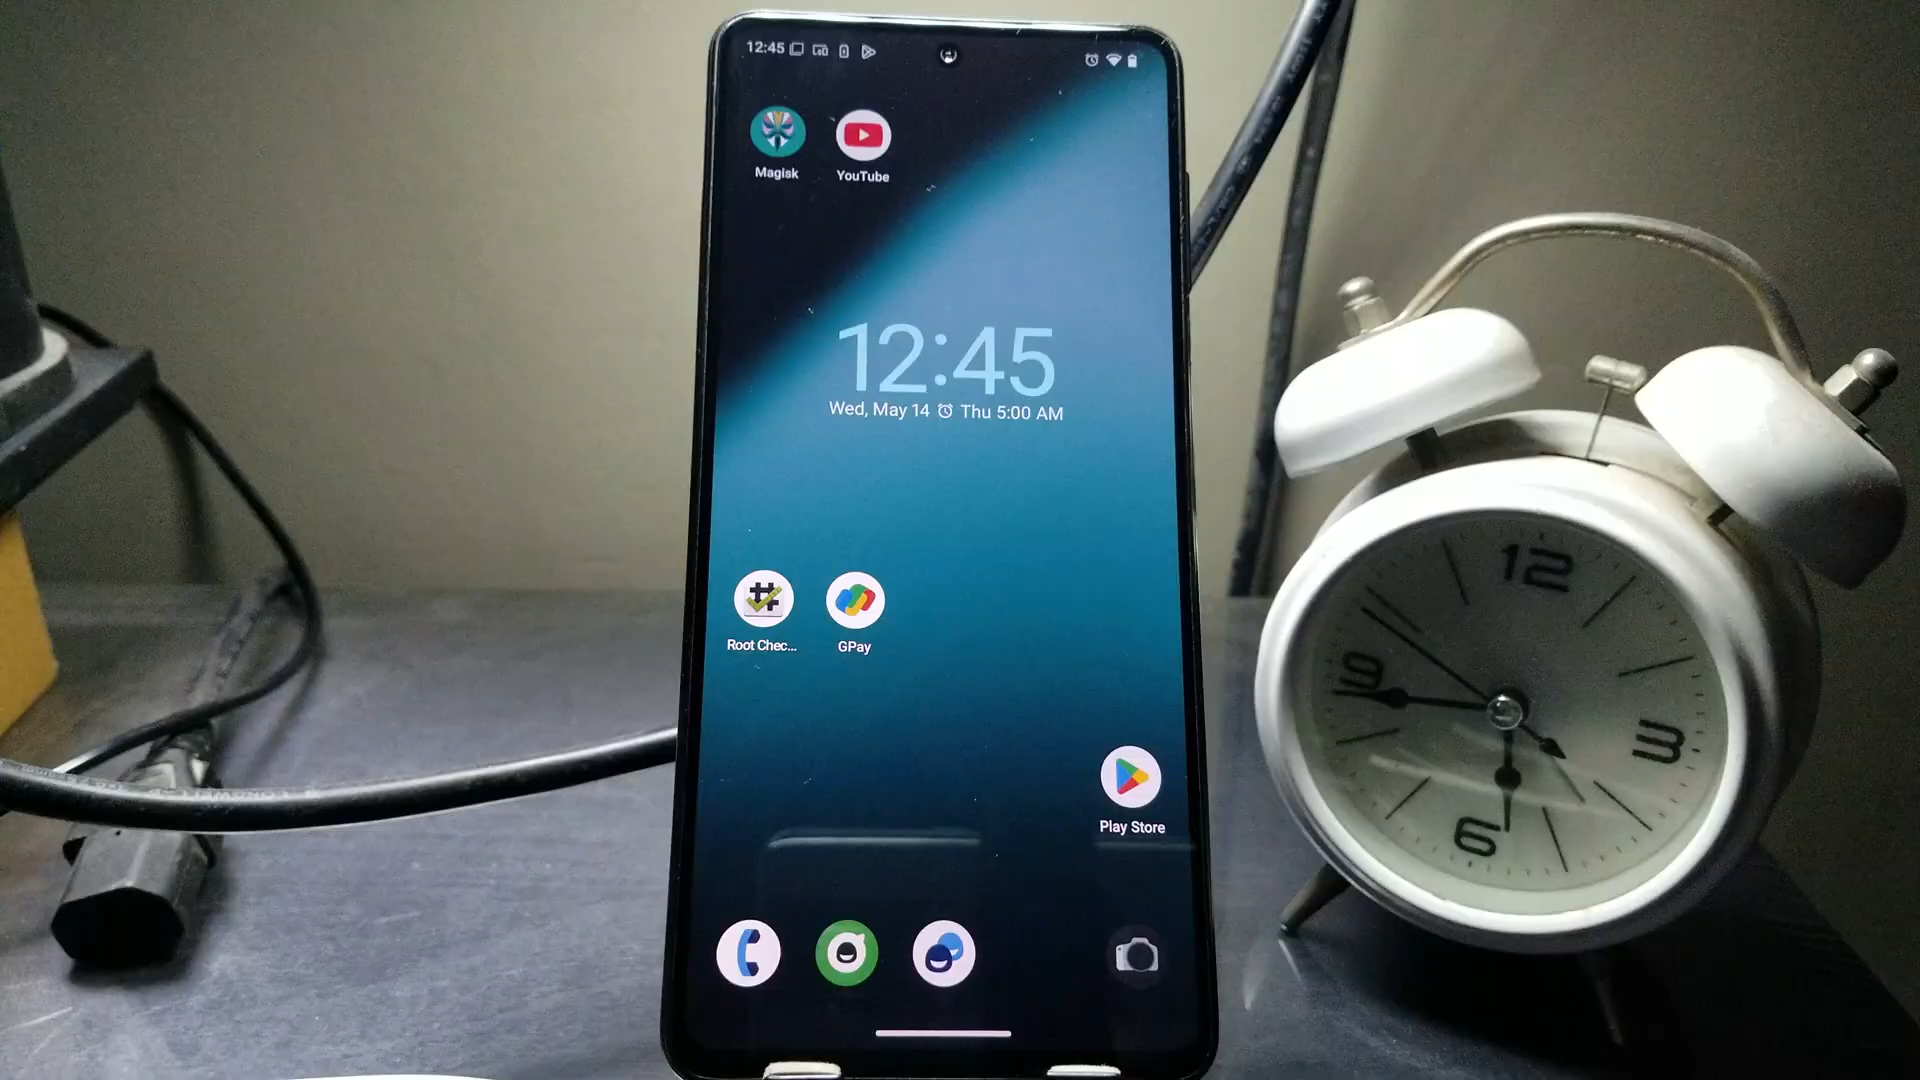 12:45
Magisk
YouTube
12:45
Wed, May 14 Thu 5:00 AM
Root Chec...
GPay
Play Store
12
9
3
6